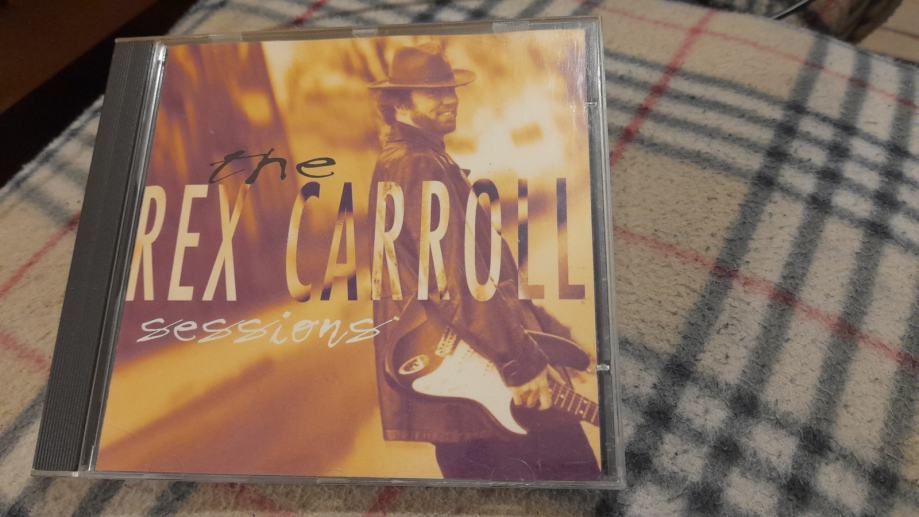 the
REX CARROLL
sessions